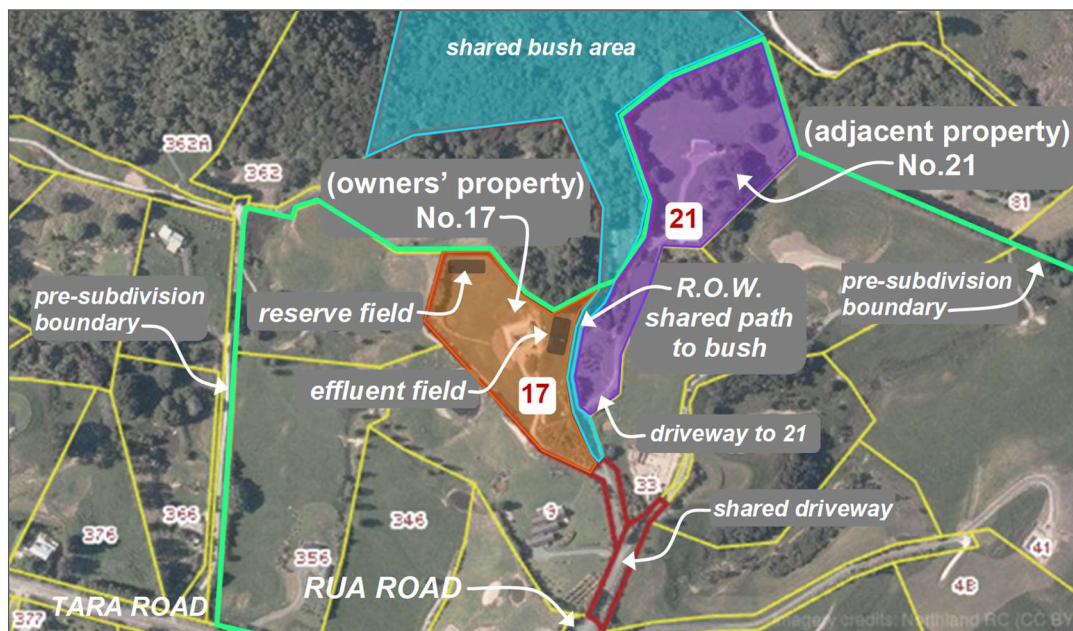 shared bush area
362A
362
(adjacent property)
No.21
(owners' property)
No.17
21
81
pre-subdivision
boundary
reserve field
R.O.W.
shared path
to bush
pre-subdivision
boundary
effluent field
17
driveway to 21
33
9
shared driveway
366
376
346
356
41
4B
RUA ROAD
TARA ROAD
377
Imagery credits: Northland RC (CC BY